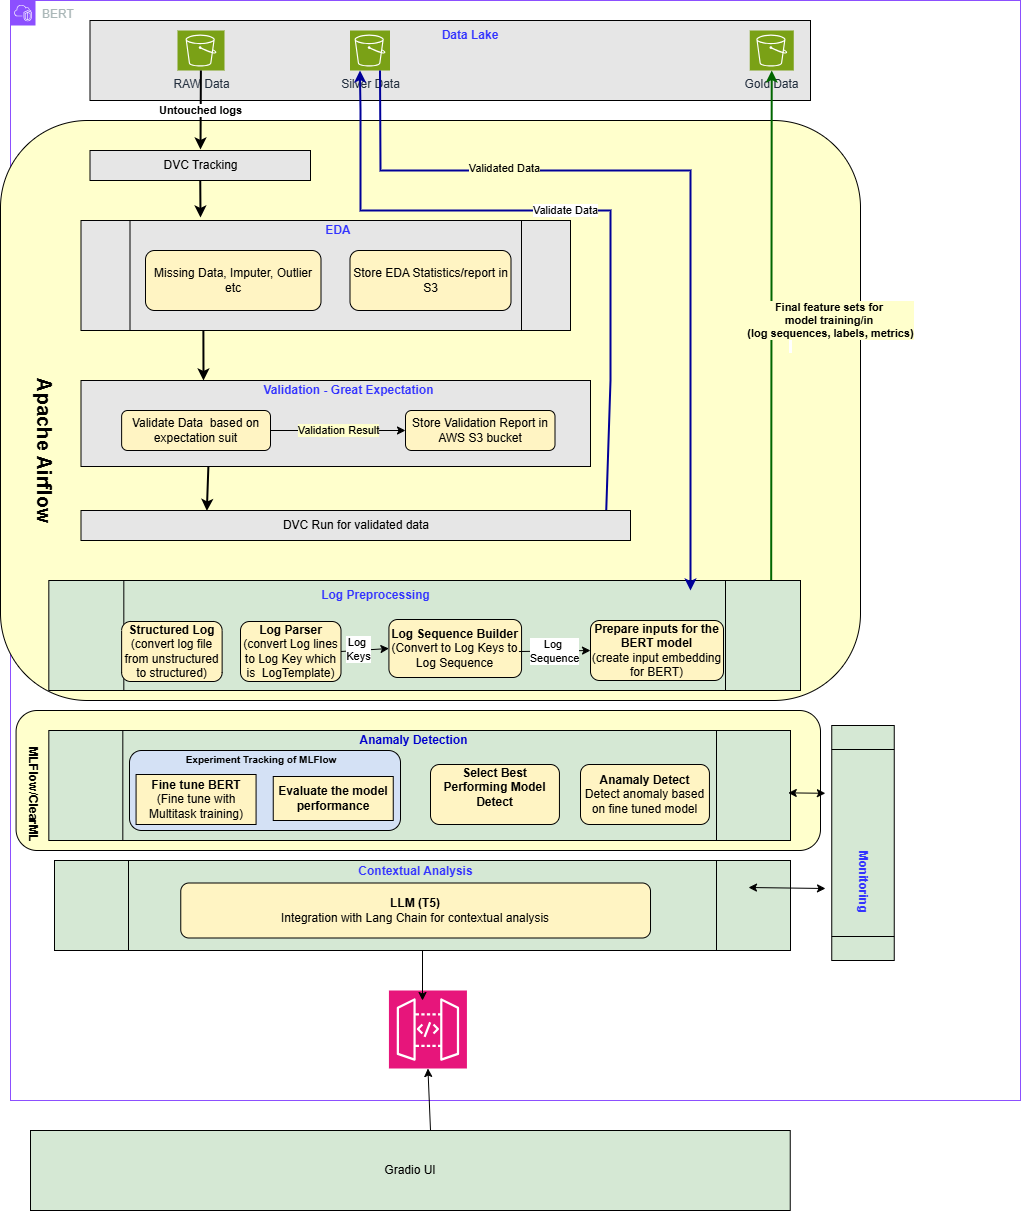 BERT
Data Lake
RAW Data
Silver Data
Gold Data
Untouched logs
DVC Tracking
Validated Data
Validate Data
EDA
Missing Data, Imputer, Outlier
etc
Store EDA Statistics/report in
S3
Final feature sets for
model training/in
(log sequences, labels, metrics)
Apache Airflow
Validation - Great Expectation
Validate Data  based on
expectation suit
Validation Result
Store Validation Report in
AWS S3 bucket
DVC Run for validated data
Log Preprocessing
Structured Log
(convert log file
from unstructured
to structured)
Log Parser
(convert Log lines
to Log Key which
is  LogTemplate)
Log
Keys
Log Sequence Builder
(Convert to Log Keys to
Log Sequence
Log
Sequence
Prepare inputs for the
BERT model
(create input embedding
for BERT)
MLFlow/ClearML
Anamaly Detection
Experiment Tracking of MLFlow
Fine tune BERT
(Fine tune with
Multitask training)
Evaluate the model
performance
Select Best
Performing Model
Detect
Anamaly Detect
Detect anomaly based
on fine tuned model
Monitoring
Contextual Analysis
LLM (T5)
Integration with Lang Chain for contextual analysis
</>
Gradio UI